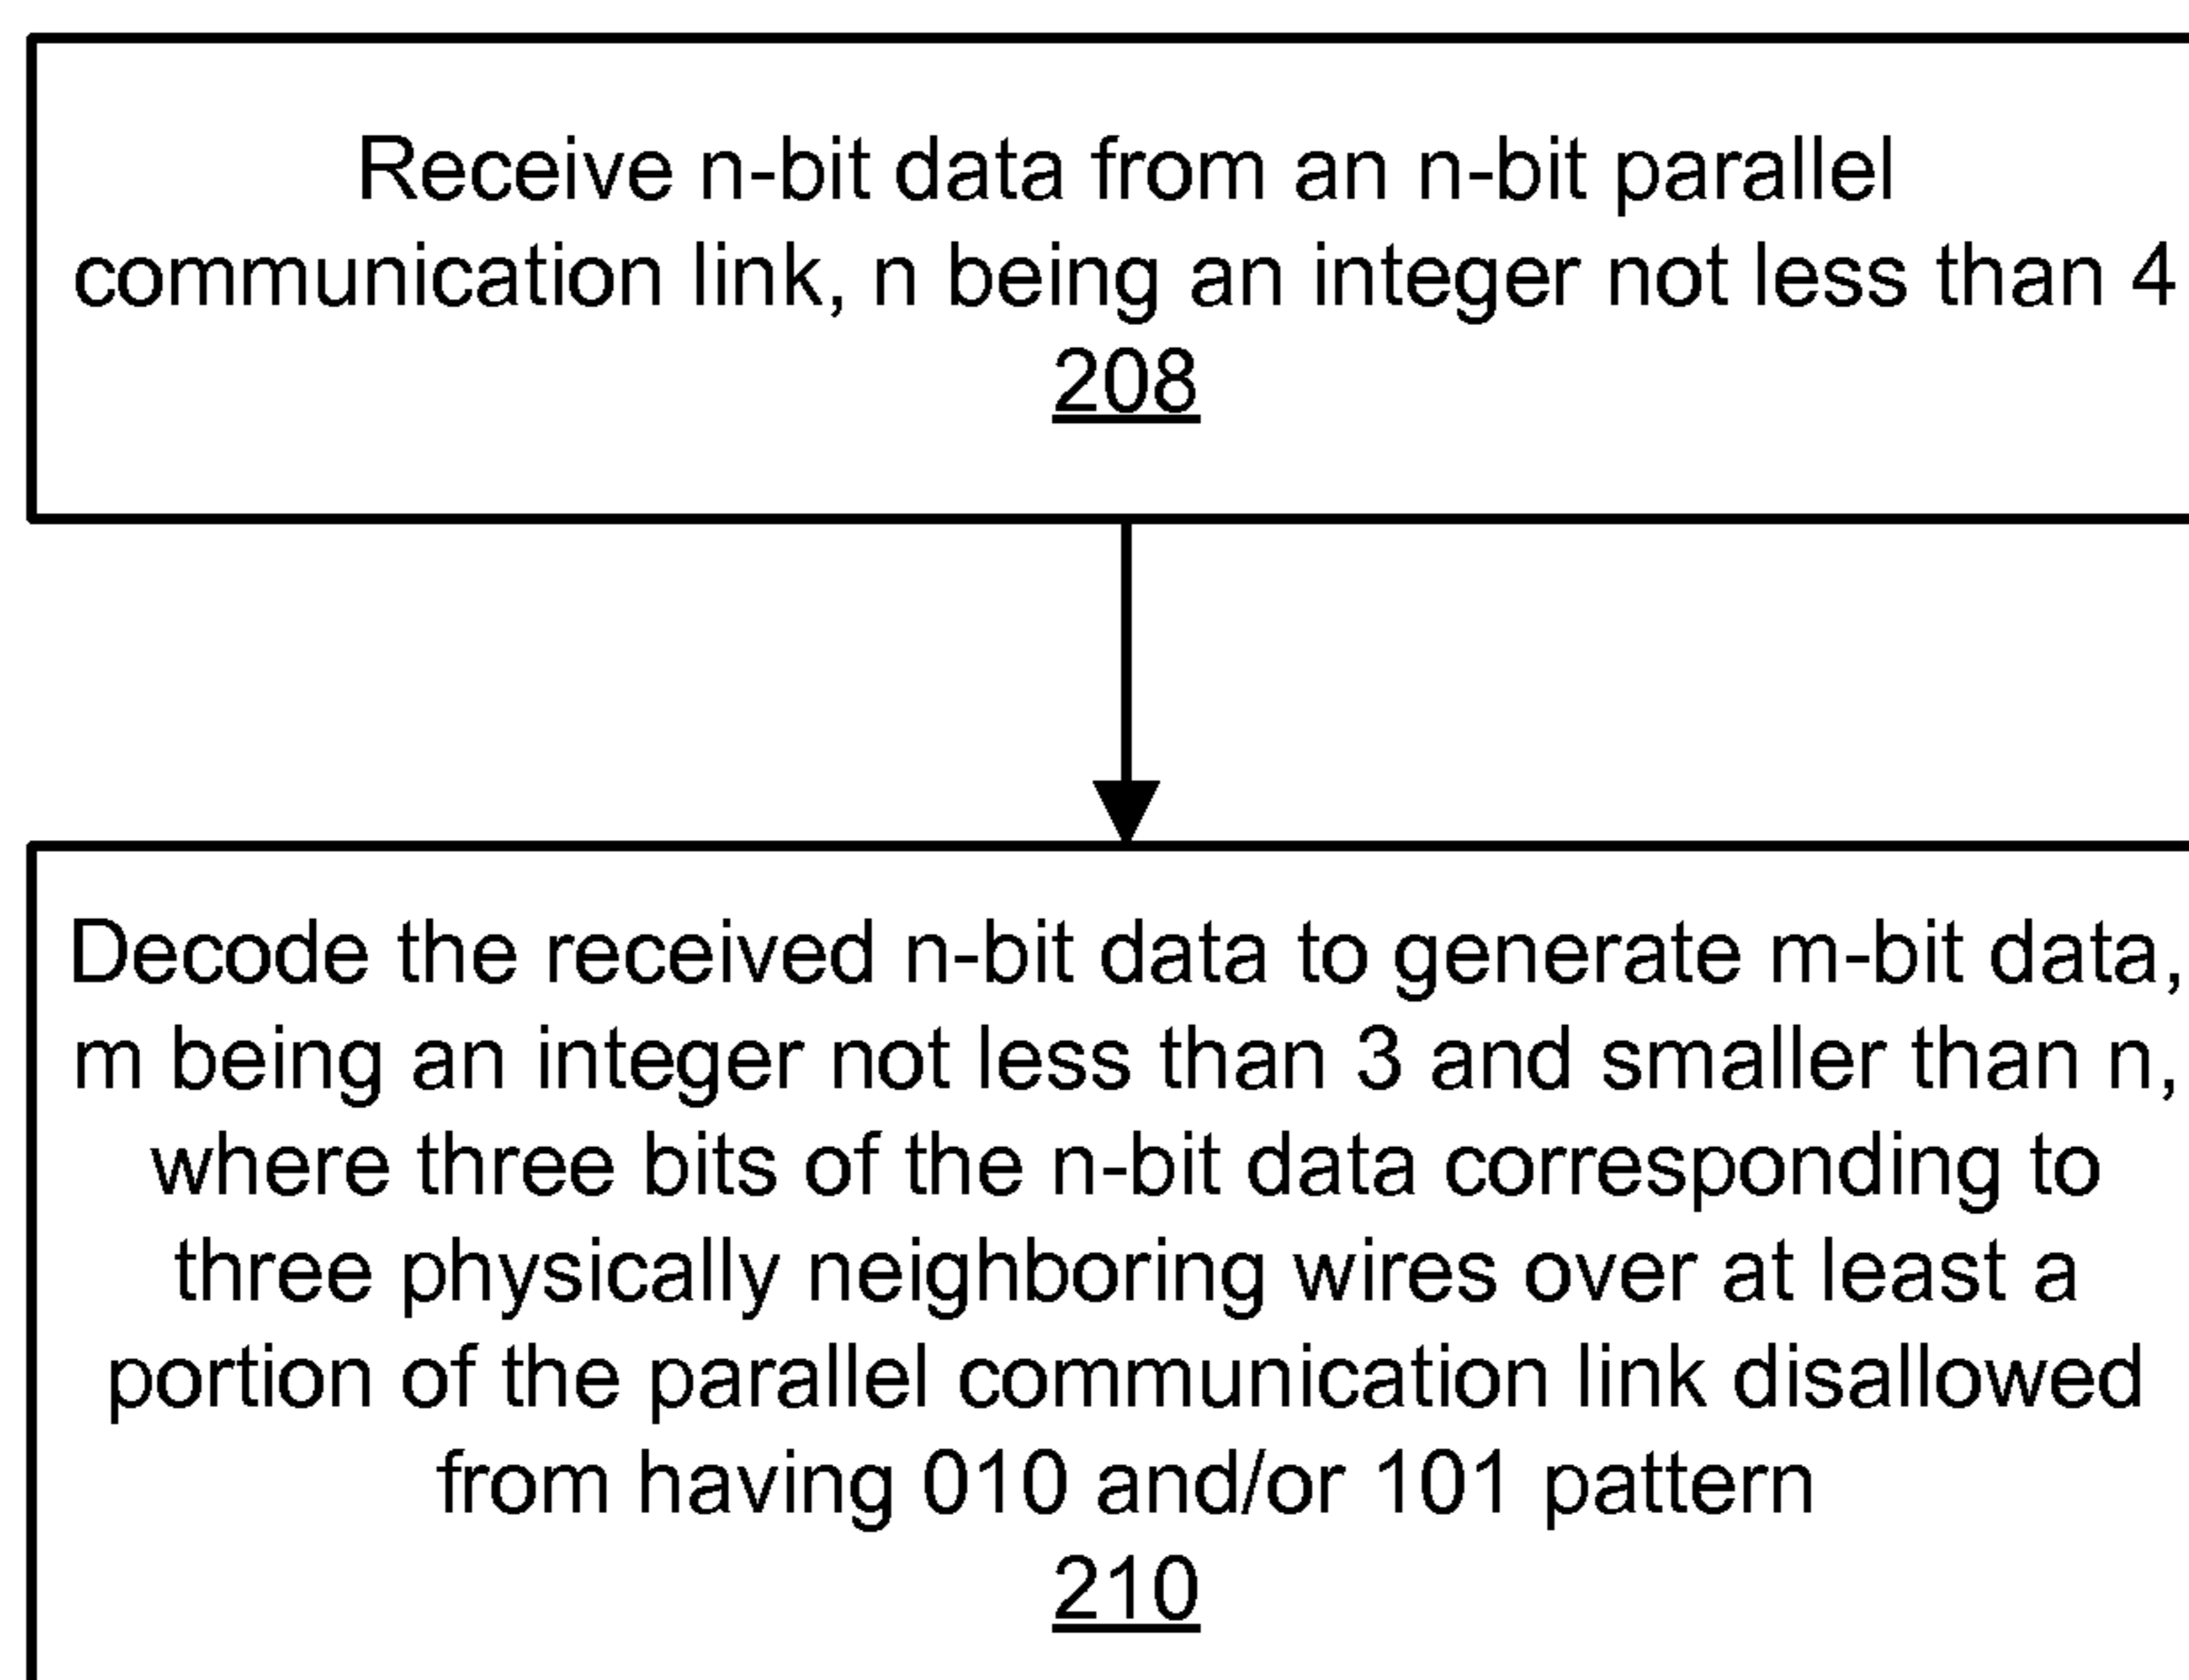 Receive n-bit data from an n-bit parallel
communication link, n being an integer not less than 4
208
Decode the received n-bit data to generate m-bit data,
m being an integer not less than 3 and smaller than n,
where three bits of the n-bit data corresponding to
three physically neighboring wires over at least a
portion of the parallel communication link disallowed
from having 010 and/or 101 pattern
210